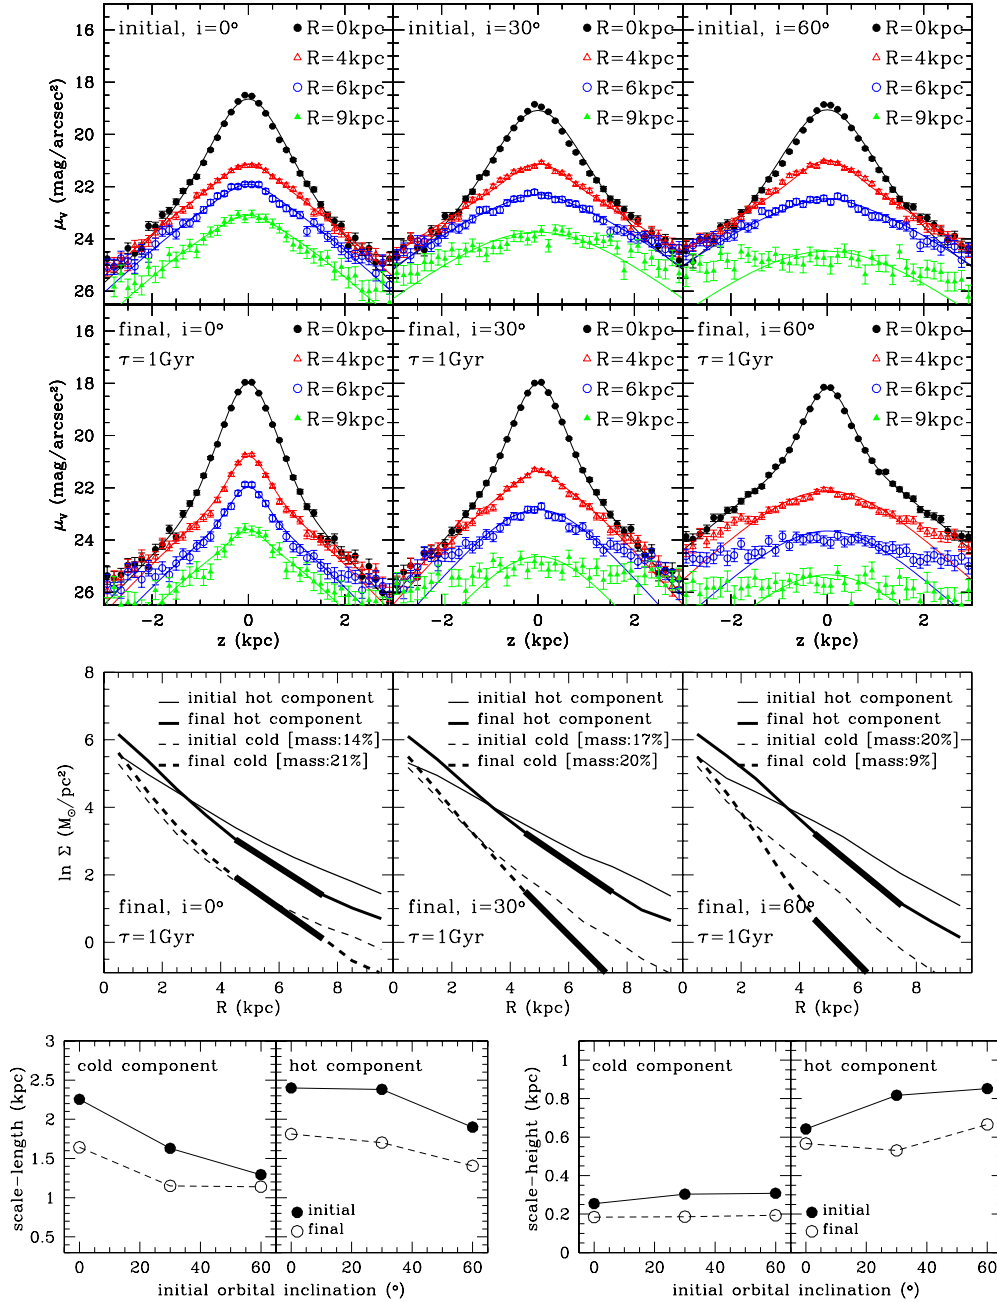 initial, i=0°
R=0kpc
R=4kpc
R=6kpc
R=9kpc
initial, i=30°
R=0kpc
R=4kpc
R=6kpc
R=9kpc
initial, i=60°
R=0kpc
R=4kpc
R=6kpc
R=9kpc
16
18
20
22
24
26
μᵥ (mag/arcsec²)
final, i=0°
τ=1Gyr
R=0kpc
R=4kpc
R=6kpc
R=9kpc
final, i=30°
τ=1Gyr
R=0kpc
R=4kpc
R=6kpc
R=9kpc
final, i=60°
τ=1Gyr
R=0kpc
R=4kpc
R=6kpc
R=9kpc
16
18
20
22
24
26
μᵥ (mag/arcsec²)
−2 0 2 −2 0 2 −2 0 2
z (kpc) z (kpc) z (kpc)
8
6
4
2
0
ln Σ (M⊙/pc²)
initial hot component
final hot component
initial cold [mass:14%]
final cold [mass:21%]
final, i=0°
τ=1Gyr
initial hot component
final hot component
initial cold [mass:17%]
final cold [mass:20%]
final, i=30°
τ=1Gyr
initial hot component
final hot component
initial cold [mass:20%]
final cold [mass:9%]
final, i=60°
τ=1Gyr
0 2 4 6 8 0 2 4 6 8 0 2 4 6 8 10
R (kpc) R (kpc) R (kpc)
3
2.5
2
1.5
1
0.5
scale−length (kpc)
cold component
hot component
initial
final
0 20 40 60 0 20 40 60
initial orbital inclination (°)
1
0.8
0.6
0.4
0.2
0
scale−height (kpc)
cold component
hot component
initial
final
0 20 40 60 0 20 40 60
initial orbital inclination (°)